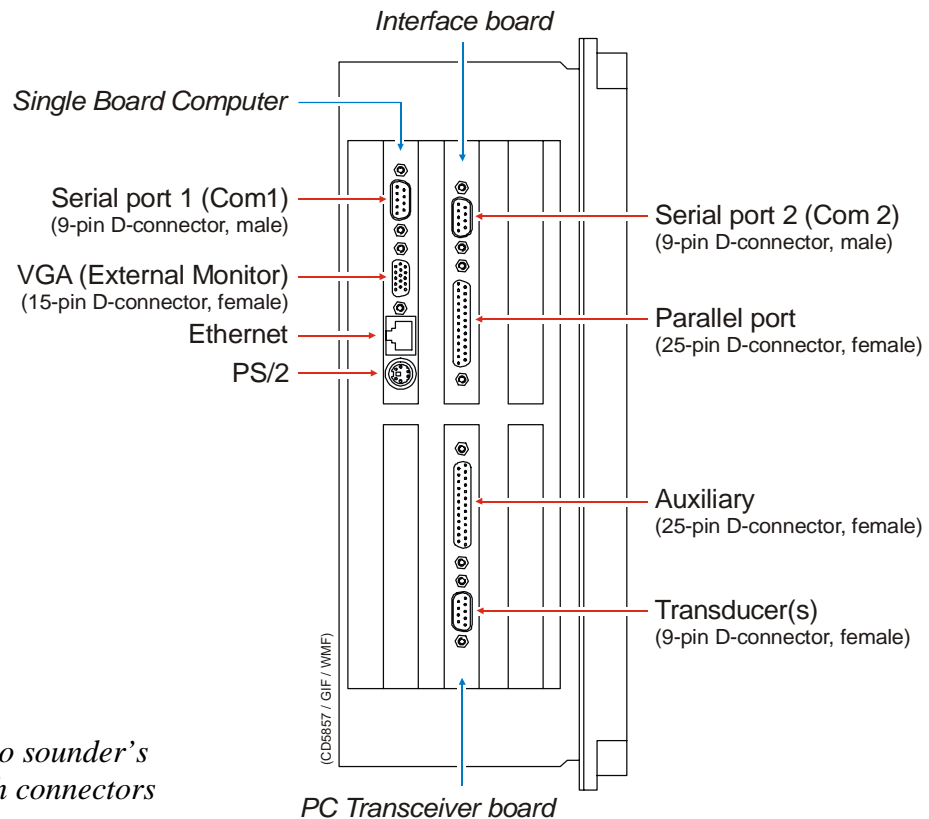 Interface board
Single Board Computer
Serial port 1 (Com1)
(9-pin D-connector, male)
VGA (External Monitor)
(15-pin D-connector, female)
Ethernet
PS/2
Serial port 2 (Com 2)
(9-pin D-connector, male)
Parallel port
(25-pin D-connector, female)
Auxiliary
(25-pin D-connector, female)
Transducer(s)
(9-pin D-connector, female)
(CD5857 / GIF / WMF)
o sounder's
connectors
PC Transceiver board